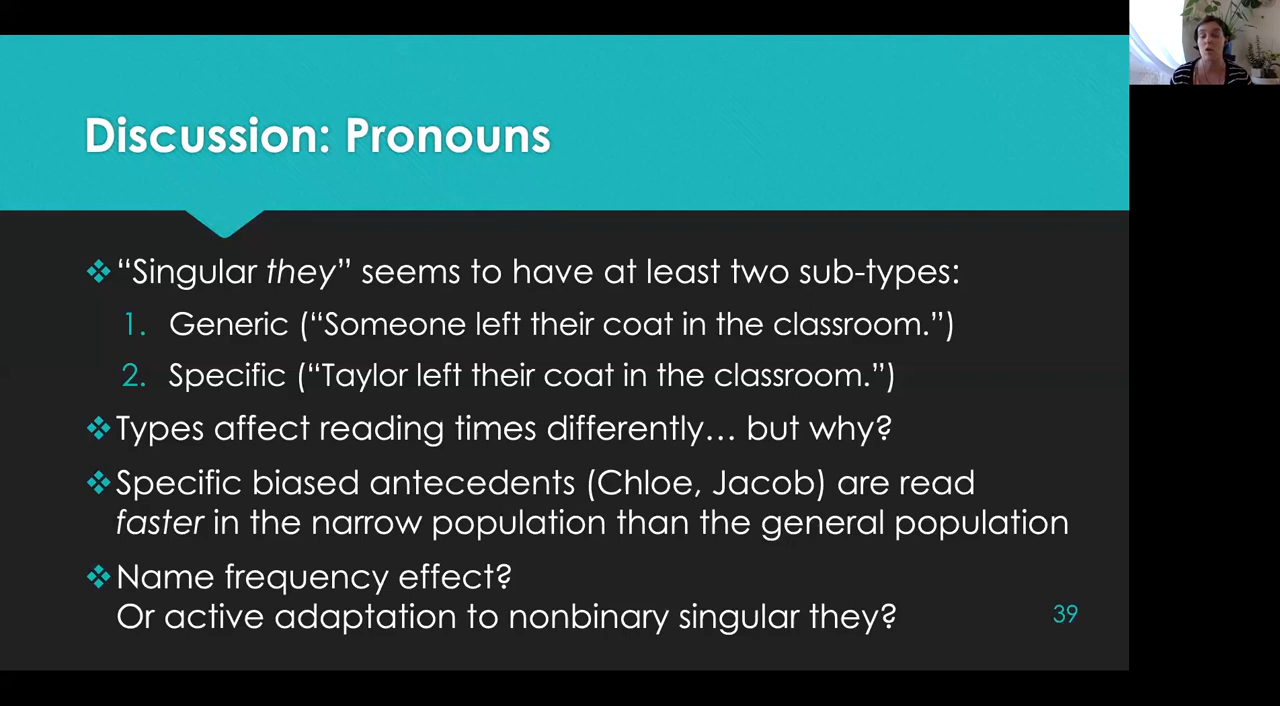 Discussion: Pronouns
❖ “Singular they” seems to have at least two sub-types:
1. Generic (“Someone left their coat in the classroom.”)
2. Specific (“Taylor left their coat in the classroom.”)
❖ Types affect reading times differently… but why?
❖ Specific biased antecedents (Chloe, Jacob) are read
faster in the narrow population than the general population
❖ Name frequency effect?
Or active adaptation to nonbinary singular they?
39